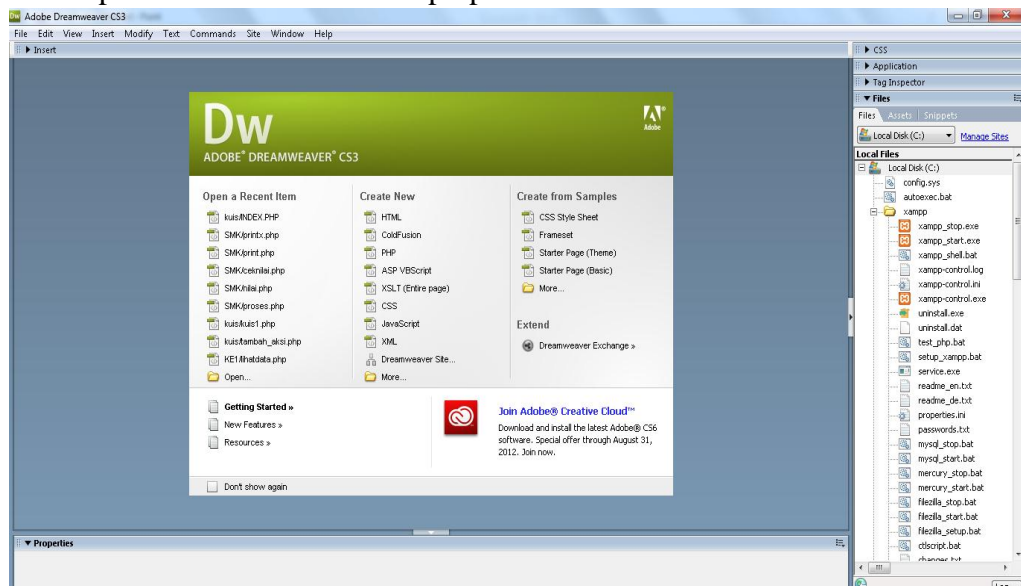 Adobe Dreamweaver CS3
File Edit View Insert Modify Text Commands Site Window Help
Insert
Dw
ADOBE® DREAMWEAVER® CS3
Adobe
Open a Recent Item
kuis/INDEX.PHP
SMK/printx.php
SMK/print.php
SMK/ceknilai.php
SMK/nilai.php
SMK/proses.php
kuis/kuis1.php
kuis/tambah_aksi.php
KE1/lihatdata.php
Open...
Create New
HTML
ColdFusion
PHP
ASP VBScript
XSLT (Entire page)
CSS
JavaScript
XML
Dreamweaver Site...
More...
Create from Samples
CSS Style Sheet
Frameset
Starter Page (Theme)
Starter Page (Basic)
More...
Extend
Dreamweaver Exchange »
Getting Started »
New Features »
Resources »
Join Adobe® Creative Cloud™
Download and install the latest Adobe® CS6
software. Special offer through August 31,
2012. Join now.
Don't show again
Properties
CSS
Application
Tag Inspector
Files
Files Assets Snippets
Local Disk (C:) Manage Sites
Local Files
Local Disk (C:)
config.sys
autoexec.bat
xampp
xampp_stop.exe
xampp_start.exe
xampp_shell.bat
xampp-control.log
xampp-control.ini
xampp-control.exe
uninstall.exe
uninstall.dat
test_php.bat
setup_xampp.bat
service.exe
readme_en.txt
readme_de.txt
properties.ini
passwords.txt
mysql_stop.bat
mysql_start.bat
mercury_stop.bat
mercury_start.bat
filezilla_stop.bat
filezilla_start.bat
filezilla_setup.bat
ctlscript.bat
changes.txt